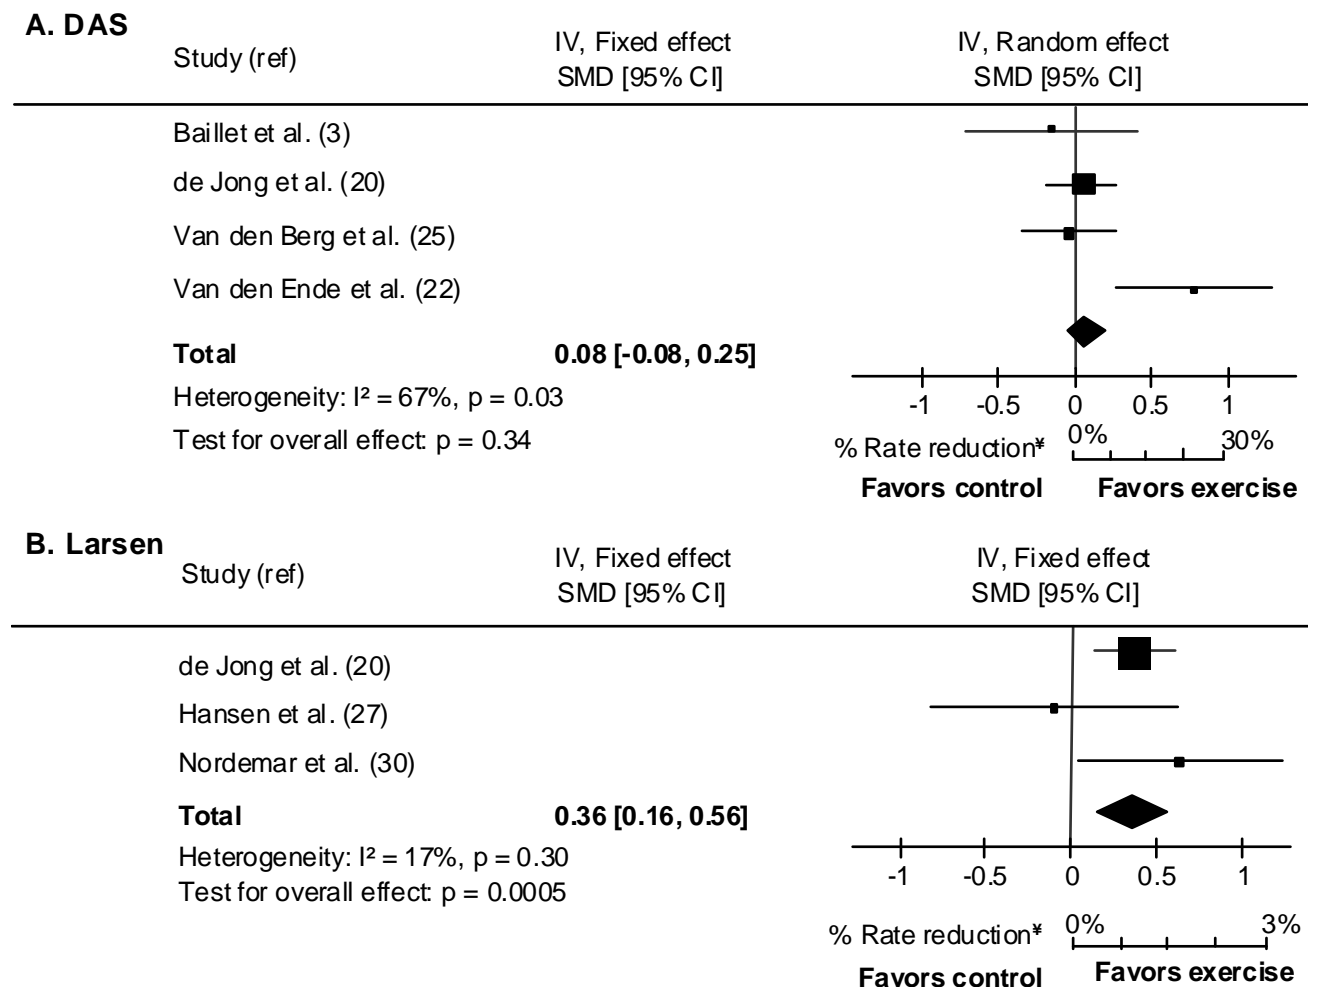 A. DAS
Study (ref)
IV, Fixed effect
SMD [95% CI]
IV, Random effect
SMD [95% CI]
Baillet et al. (3)
de Jong et al. (20)
Van den Berg et al. (25)
Van den Ende et al. (22)
Total 0.08 [-0.08, 0.25]
Heterogeneity: I² = 67%, p = 0.03
Test for overall effect: p = 0.34
-1 -0.5 0 0.5 1
% Rate reduction¥ 0% 30%
Favors control Favors exercise
B. Larsen
Study (ref)
IV, Fixed effect
SMD [95% CI]
IV, Fixed effect
SMD [95% CI]
de Jong et al. (20)
Hansen et al. (27)
Nordemar et al. (30)
Total 0.36 [0.16, 0.56]
Heterogeneity: I² = 17%, p = 0.30
Test for overall effect: p = 0.0005
-1 -0.5 0 0.5 1
% Rate reduction¥ 0% 3%
Favors control Favors exercise